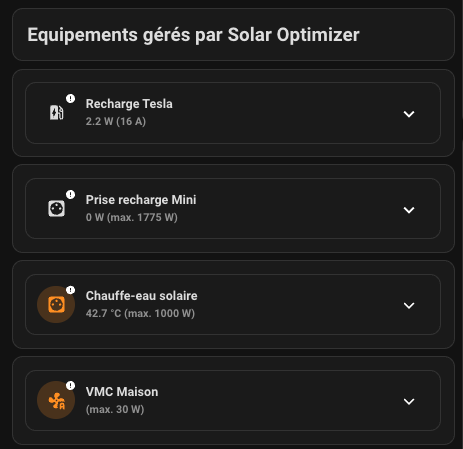 Equipements gérés par Solar Optimizer
Recharge Tesla
2.2 W (16 A)
Prise recharge Mini
0 W (max. 1775 W)
Chauffe-eau solaire
42.7 °C (max. 1000 W)
VMC Maison
(max. 30 W)